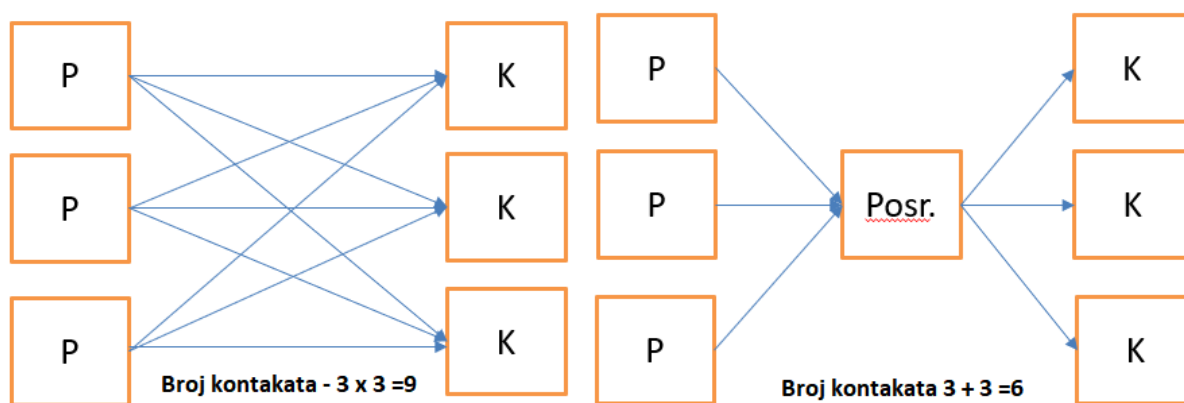 P
K
P
K
P
K
Broj kontakata - 3 x 3 =9
P
K
P
Posr.
K
P
K
Broj kontakata 3 + 3 =6